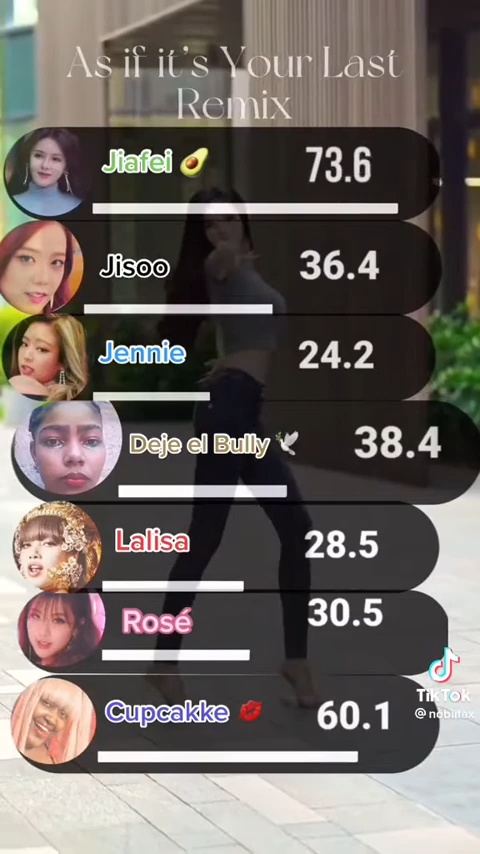 As if it's Your Last
Remix
Jiafei 🥑 73.6
Jisoo 36.4
Jennie 24.2
Deje el Bully 🕊️ 38.4
Lalisa 28.5
Rosé 30.5
Cupcakke 💋 60.1
TikTok